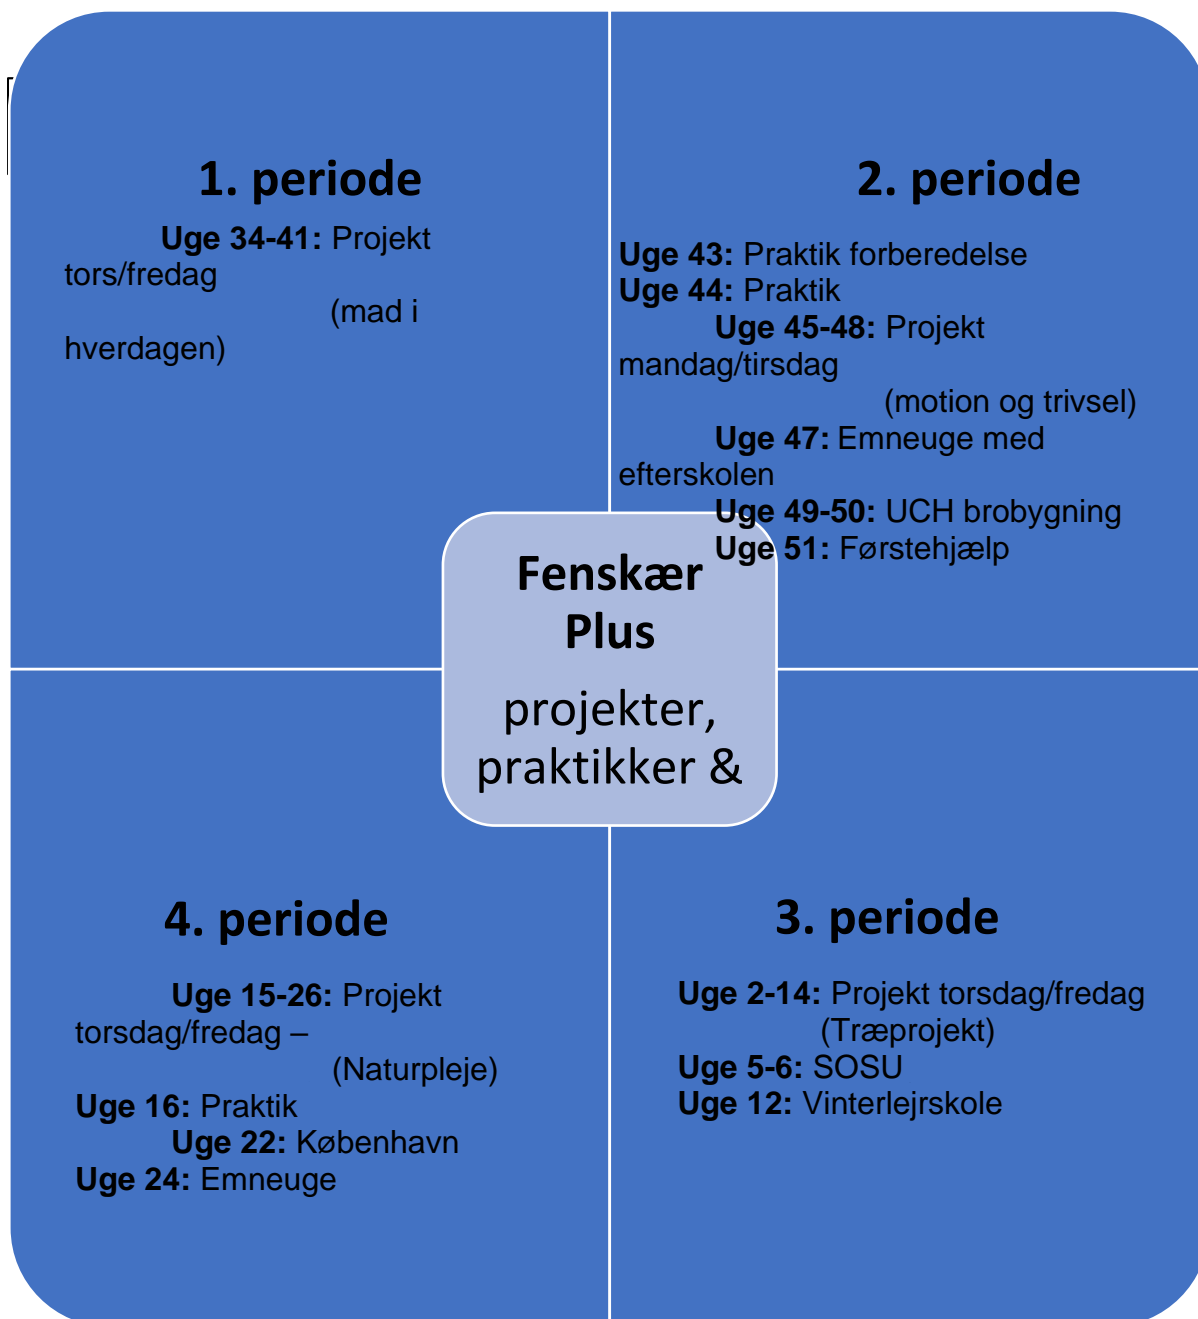 1. periode
Uge 34-41: Projekt
tors/fredag
(mad i
hverdagen)
2. periode
Uge 43: Praktik forberedelse
Uge 44: Praktik
Uge 45-48: Projekt
mandag/tirsdag
(motion og trivsel)
Uge 47: Emneuge med
efterskolen
Uge 49-50: UCH brobygning
Uge 51: Førstehjælp
Fenskær
Plus
projekter,
praktikker &
4. periode
Uge 15-26: Projekt
torsdag/fredag –
(Naturpleje)
Uge 16: Praktik
Uge 22: København
Uge 24: Emneuge
3. periode
Uge 2-14: Projekt torsdag/fredag
(Træprojekt)
Uge 5-6: SOSU
Uge 12: Vinterlejrskole